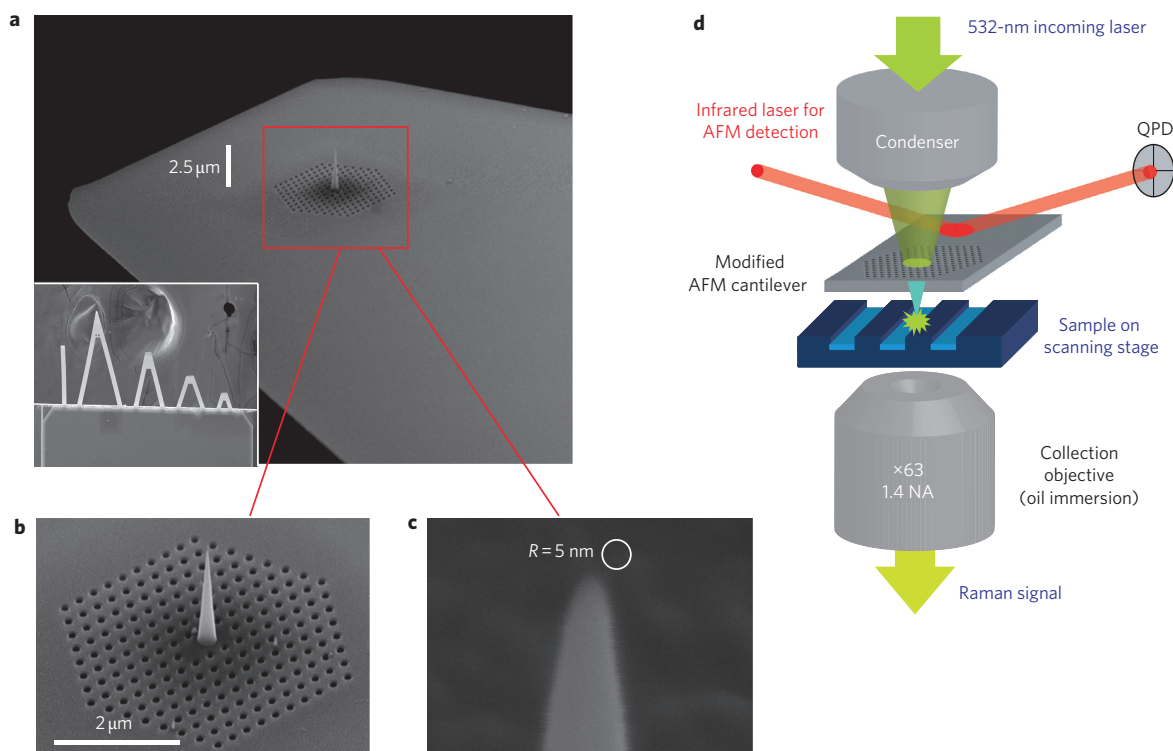 a
2.5 µm
b
2 µm
c
R = 5 nm
d
532-nm incoming laser
Infrared laser for
AFM detection
Condenser
QPD
Modified
AFM cantilever
Sample on
scanning stage
×63
1.4 NA
Collection
objective
(oil immersion)
Raman signal